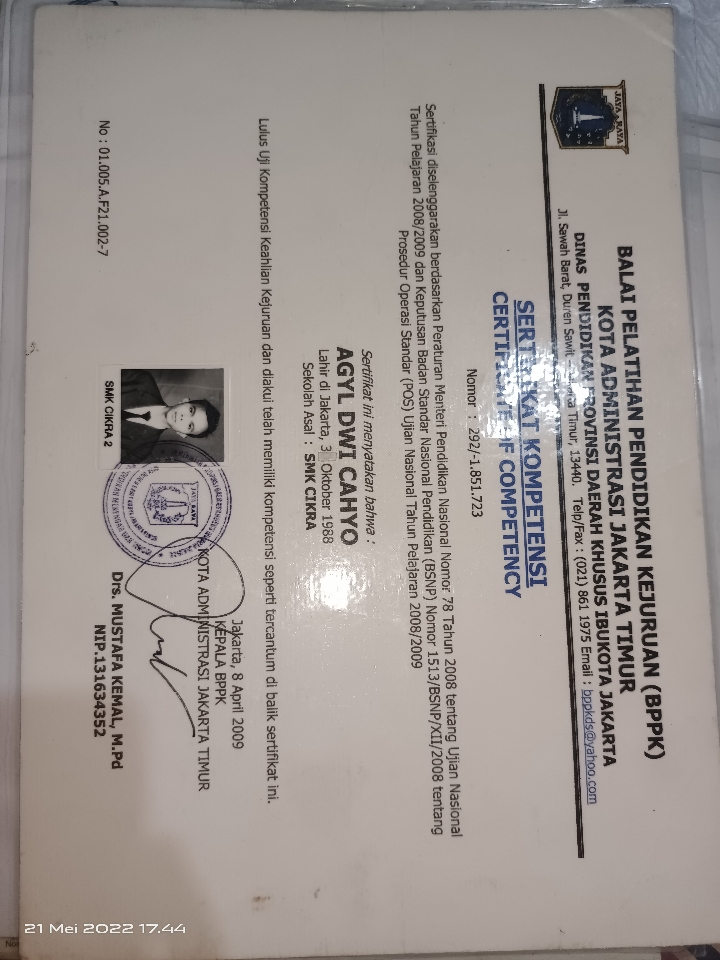 JAYA RAYA
BALAI PELATIHAN PENDIDIKAN KEJURUAN (BPPK)
KOTA ADMINISTRASI JAKARTA TIMUR
DINAS PENDIDIKAN PROVINSI DAERAH KHUSUS IBUKOTA JAKARTA
Jl. Sawah Barat, Duren Sawit Jakarta Timur, 13440. Telp/Fax : (021) 861 1975 Email : bppkds@yahoo.com
SERTIFIKAT KOMPETENSI
CERTIFICATE OF COMPETENCY
Nomor : 292/-1.851.723
Sertifikasi diselenggarakan berdasarkan Peraturan Menteri Pendidikan Nasional Nomor 78 Tahun 2008 tentang Ujian Nasional
Tahun Pelajaran 2008/2009 dan Keputusan Badan Standar Nasional Pendidikan (BSNP) Nomor 1513/BSNP/XII/2008 tentang
Prosedur Operasi Standar (POS) Ujian Nasional Tahun Pelajaran 2008/2009
Sertifikat ini menyatakan bahwa :
AGYL DWI CAHYO
Lahir di Jakarta, 3 Oktober 1988
Sekolah Asal : SMK CIKRA
Lulus Uji Kompetensi Keahlian Kejuruan dan diakui telah memiliki kompetensi seperti tercantum di balik sertifikat ini.
Jakarta, 8 April 2009
KEPALA BPPK
KOTA ADMINISTRASI JAKARTA TIMUR
SMK CIKRA 2
Drs. MUSTAFA KEMAL, M.Pd
NIP.131634352
No : 01.005.A.F21.002-7
21 Mei 2022 17.44